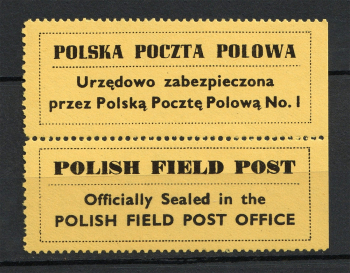 POLSKA POCZTA POLOWA
Urzędowo zabezpieczona
przez Polską Pocztę Polową No. 1
POLISH FIELD POST
Officially Sealed in the
POLISH FIELD POST OFFICE